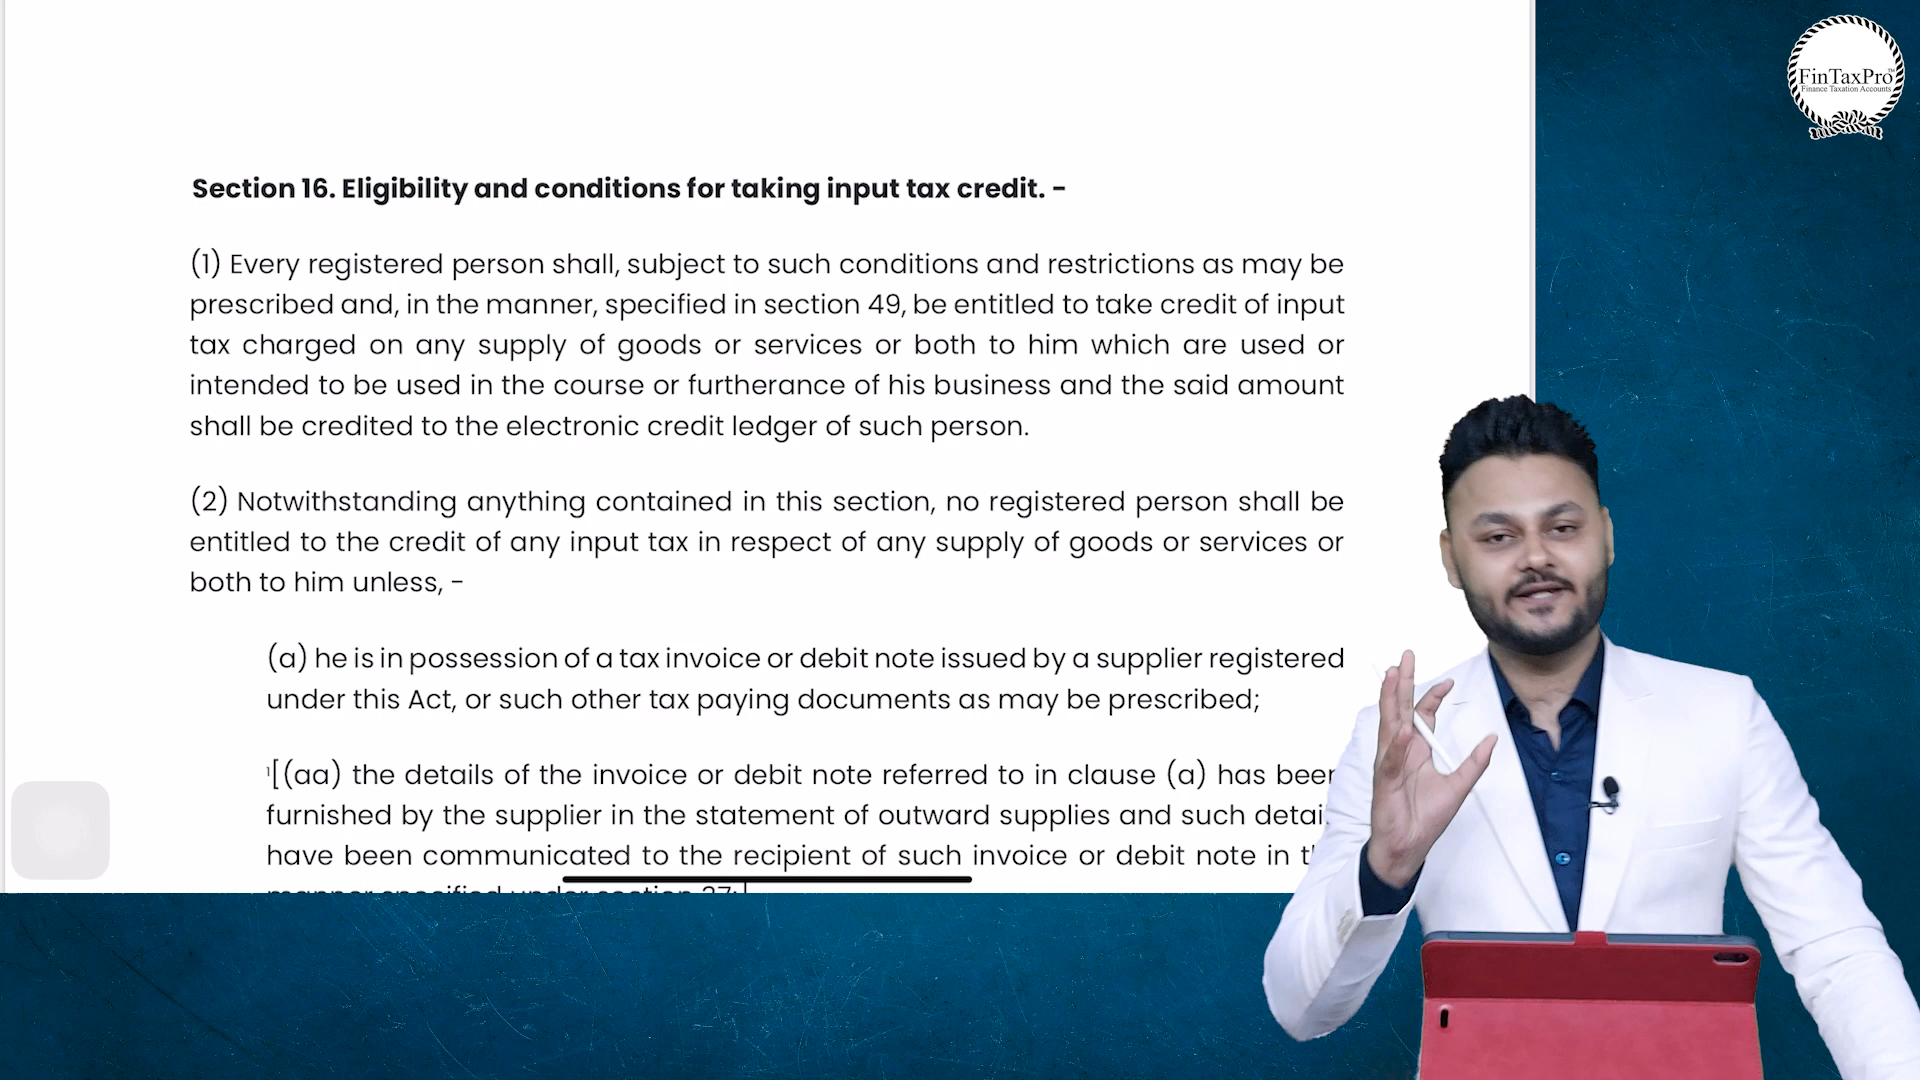 FinTaxPro
Finance Taxation Accounts
Section 16. Eligibility and conditions for taking input tax credit. -
(1) Every registered person shall, subject to such conditions and restrictions as may be
prescribed and, in the manner, specified in section 49, be entitled to take credit of input
tax charged on any supply of goods or services or both to him which are used or
intended to be used in the course or furtherance of his business and the said amount
shall be credited to the electronic credit ledger of such person.
(2) Notwithstanding anything contained in this section, no registered person shall be
entitled to the credit of any input tax in respect of any supply of goods or services or
both to him unless, -
(a) he is in possession of a tax invoice or debit note issued by a supplier registered
under this Act, or such other tax paying documents as may be prescribed;
¹[(aa) the details of the invoice or debit note referred to in clause (a) has been
furnished by the supplier in the statement of outward supplies and such detail
have been communicated to the recipient of such invoice or debit note in
manner specified under section 37;]